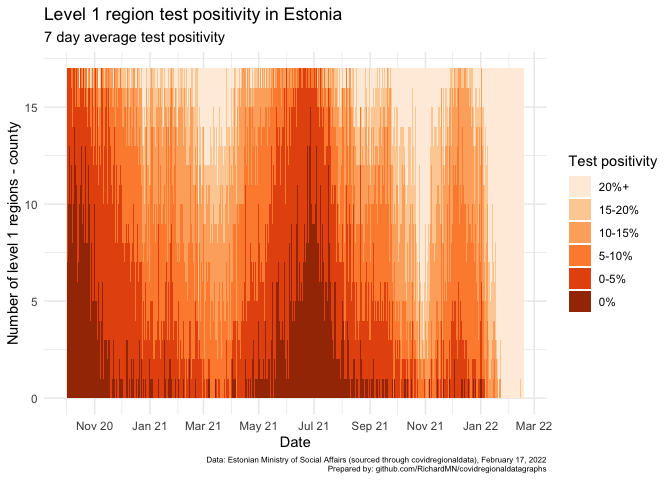 Level 1 region test positivity in Estonia
7 day average test positivity
Number of level 1 regions - county
15
10
5
0
Nov 20 Jan 21 Mar 21 May 21 Jul 21 Sep 21 Nov 21 Jan 22 Mar 22
Date
Test positivity
20%+
15-20%
10-15%
5-10%
0-5%
0%
Data: Estonian Ministry of Social Affairs (sourced through covidregionaldata), February 17, 2022
Prepared by: github.com/RichardMN/covidregionaldatagraphs